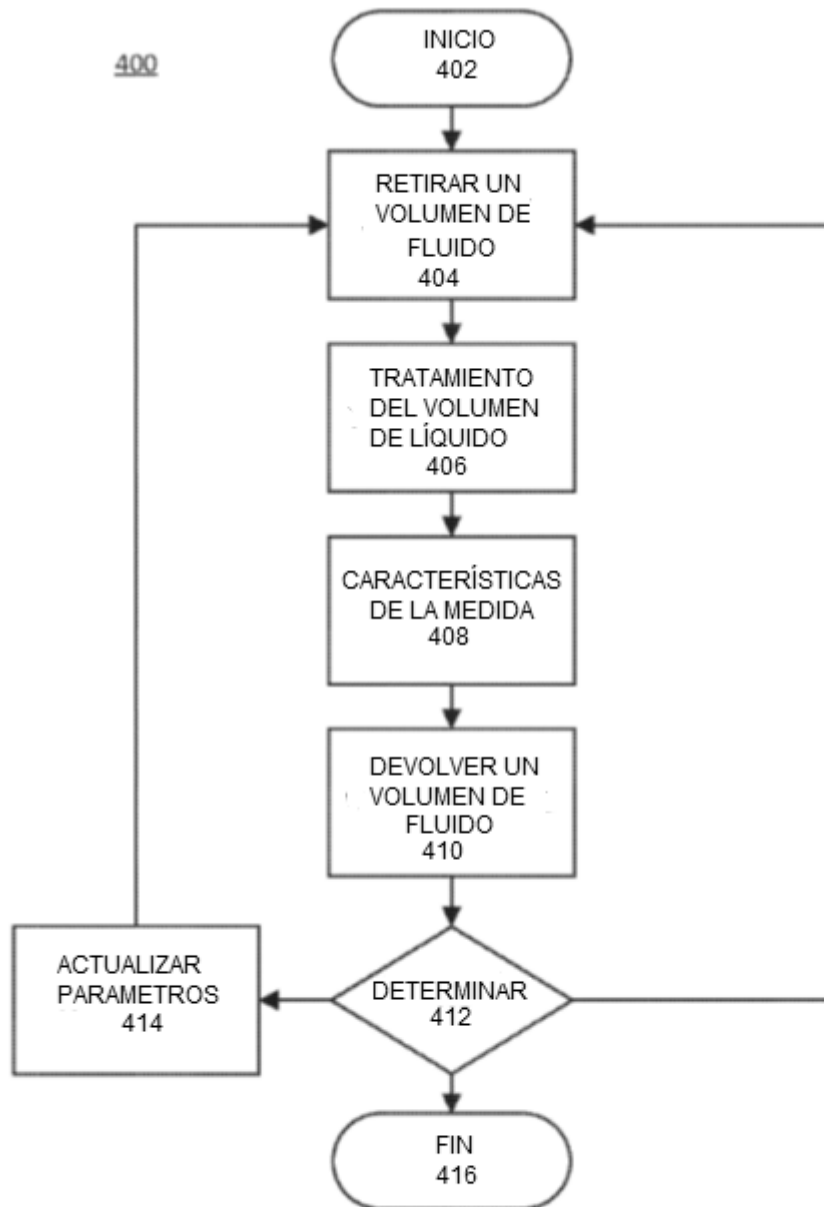 400
INICIO
402
RETIRAR UN
VOLUMEN DE
FLUIDO
404
TRATAMIENTO
DEL VOLUMEN
DE LÍQUIDO
406
CARACTERÍSTICAS
DE LA MEDIDA
408
DEVOLVER UN
VOLUMEN DE
FLUIDO
410
DETERMINAR
412
ACTUALIZAR
PARAMETROS
414
FIN
416